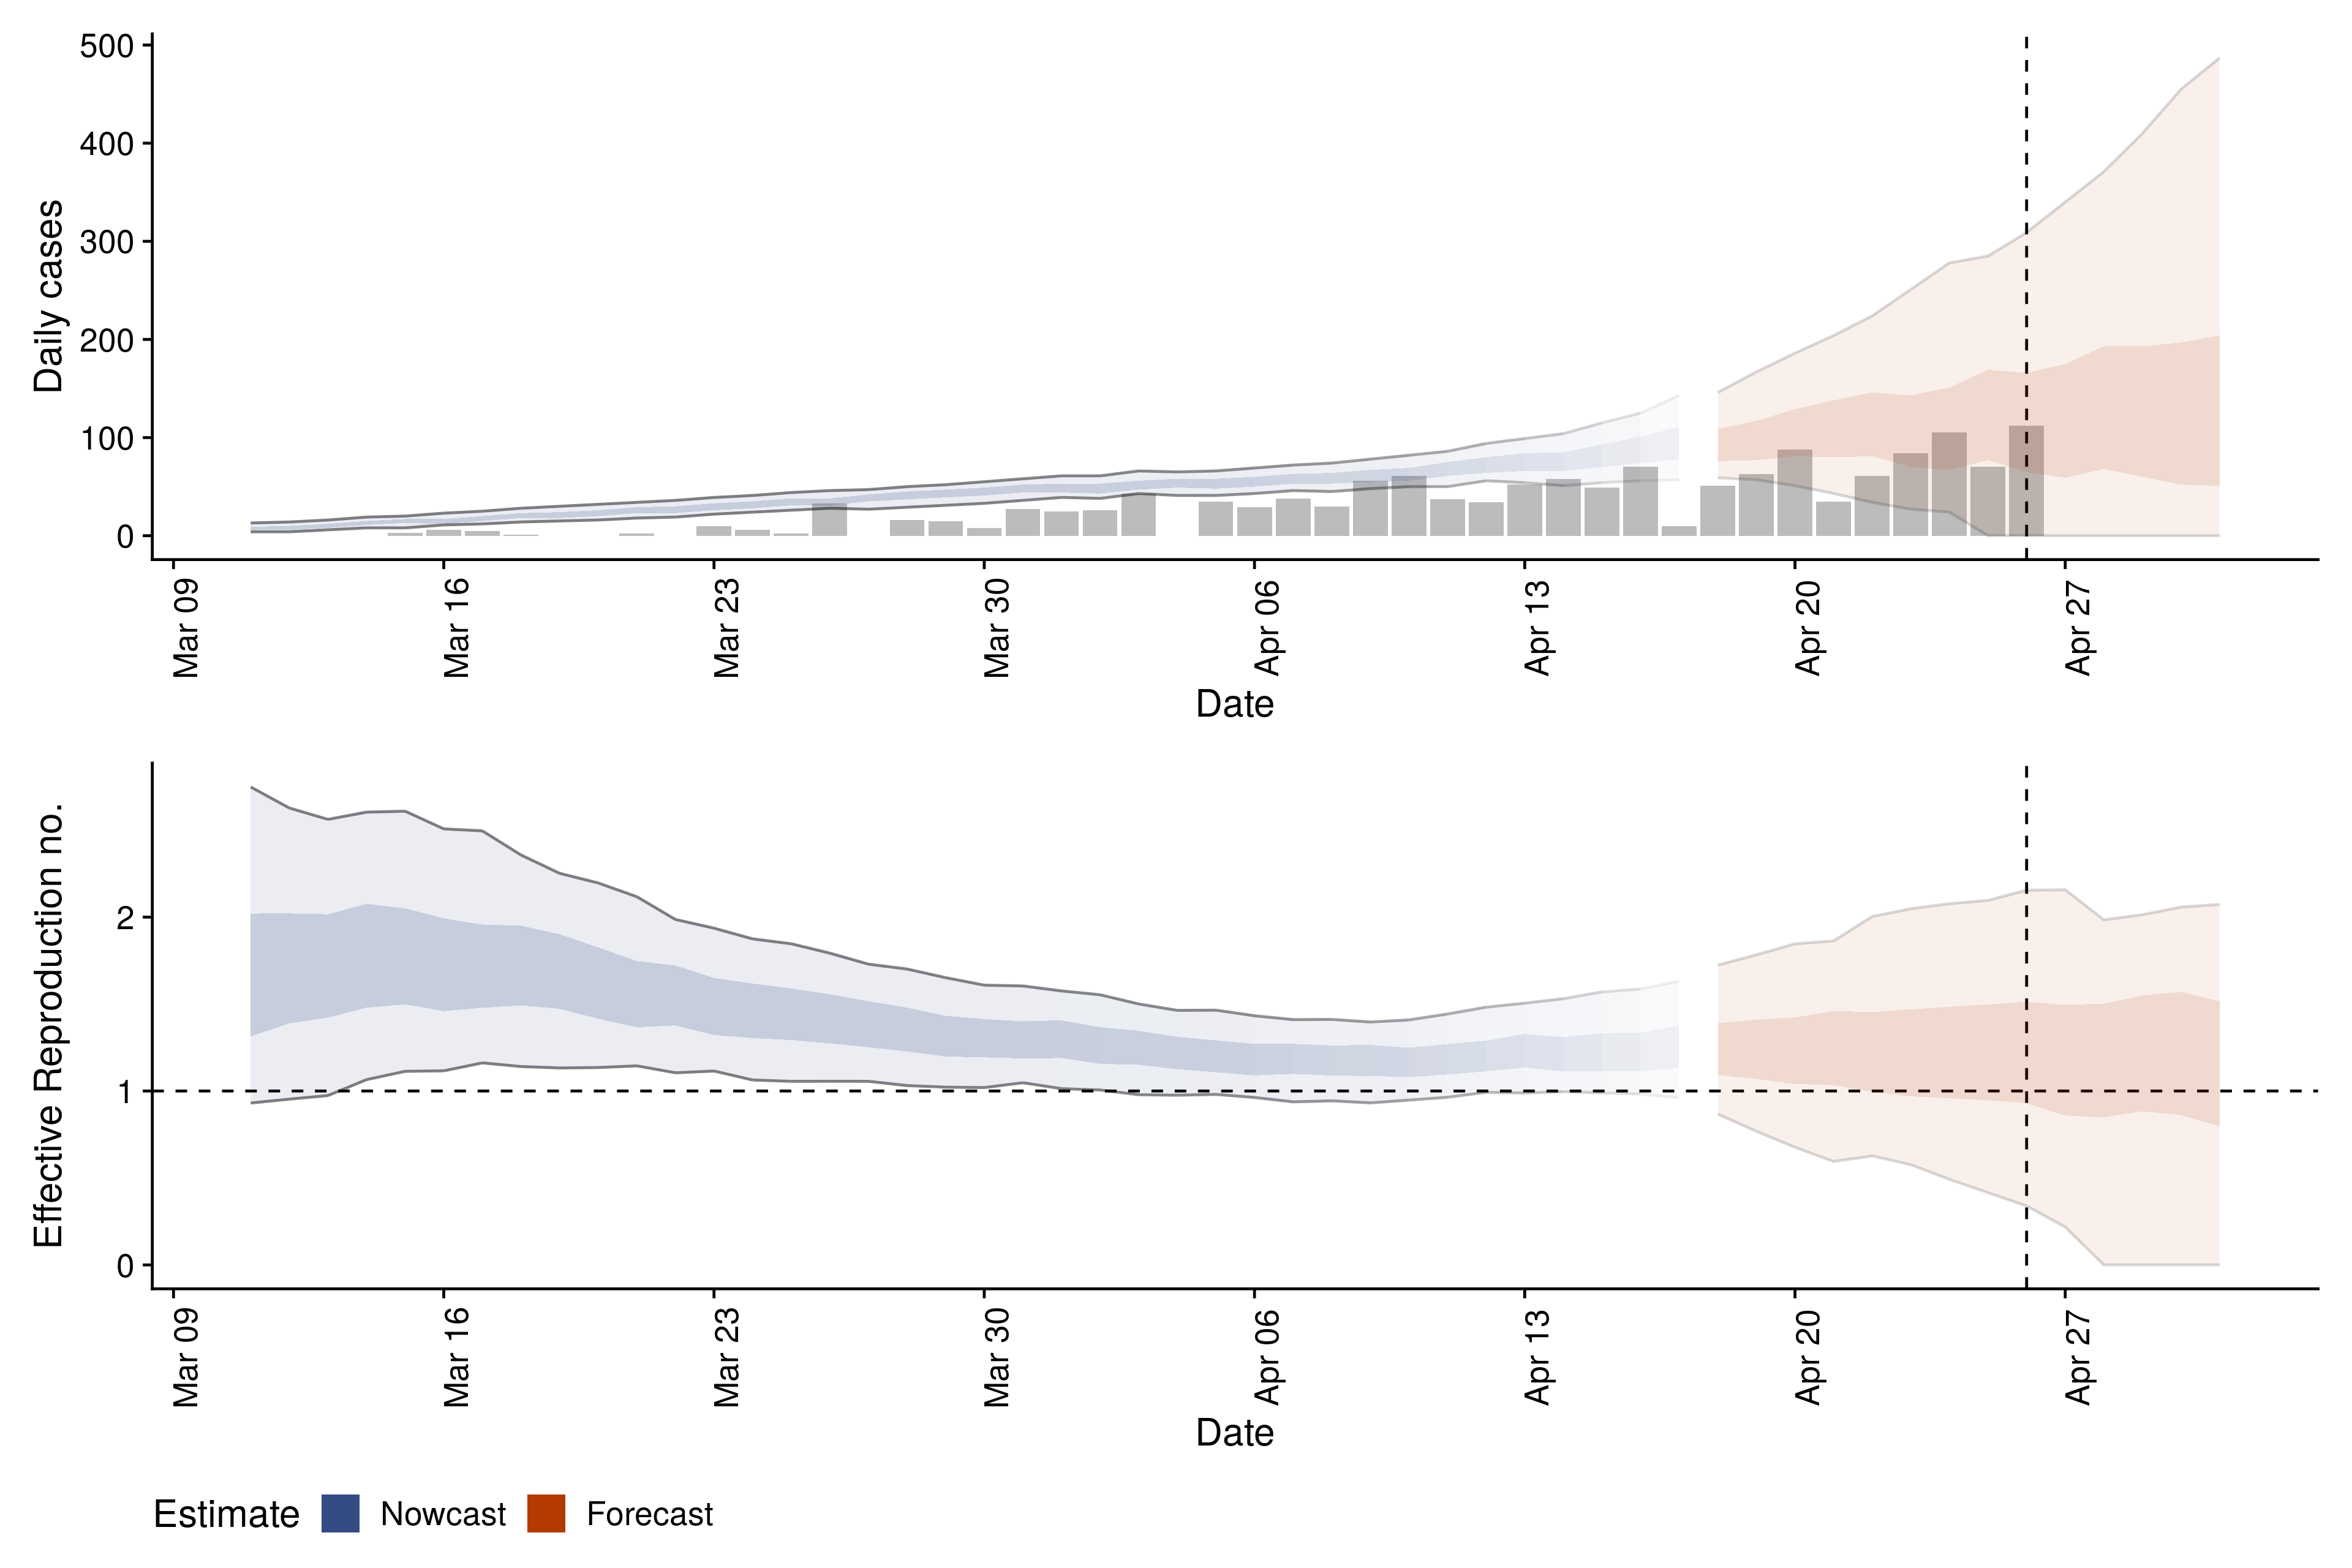 Daily cases
500
400
300
200
100
0
Mar 09
Mar 16
Mar 23
Mar 30
Apr 06
Apr 13
Apr 20
Apr 27
Date
Effective Reproduction no.
2
1
0
Mar 09
Mar 16
Mar 23
Mar 30
Apr 06
Apr 13
Apr 20
Apr 27
Date
Estimate Nowcast Forecast